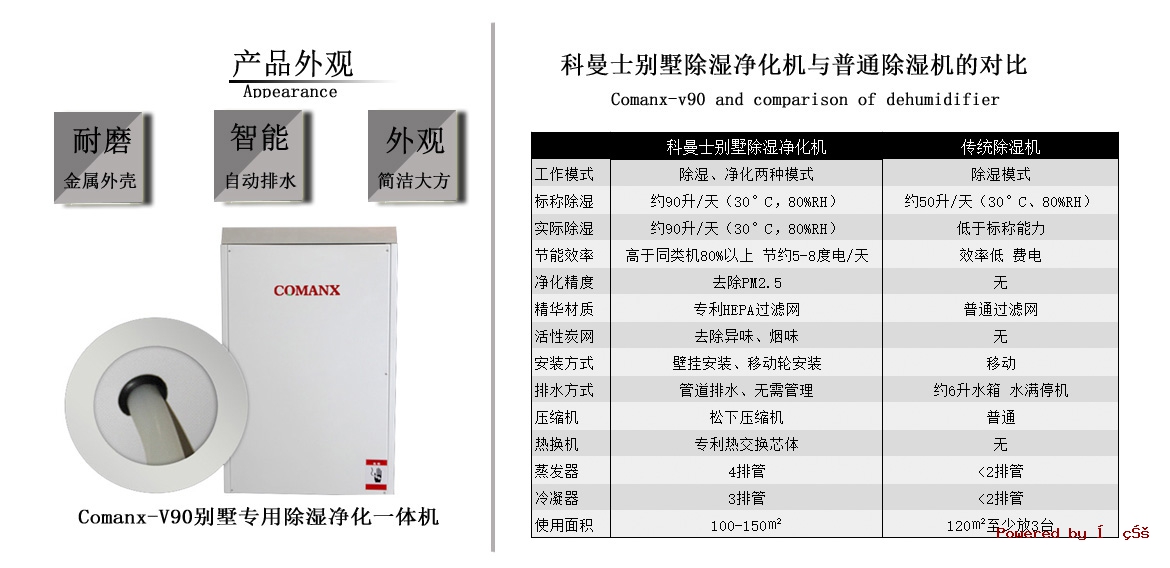 产品外观
Appearance
耐磨
金属外壳
智能
自动排水
外观
简洁大方
COMANX
Comanx-V90别墅专用除湿净化一体机
科曼士别墅除湿净化机与普通除湿机的对比
Comanx-v90 and comparison of dehumidifier
科曼士别墅除湿净化机 传统除湿机
工作模式 除湿、净化两种模式 除湿模式
标称除湿 约90升/天（30°C，80%RH） 约50升/天（30°C、80%RH）
实际除湿 约90升/天（30°C，80%RH） 低于标称能力
节能效率 高于同类机80%以上 节约5-8度电/天 效率低 费电
净化精度 去除PM2.5 无
精华材质 专利HEPA过滤网 普通过滤网
活性炭网 去除异味、烟味 无
安装方式 壁挂安装、移动轮安装 移动
排水方式 管道排水、无需管理 约6升水箱 水满停机
压缩机 松下压缩机 普通
热换机 专利热交换芯体 无
蒸发器 4排管 <2排管
冷凝器 3排管 <2排管
使用面积 100-150㎡ 120㎡至少放3台
Powered by Í çŚš